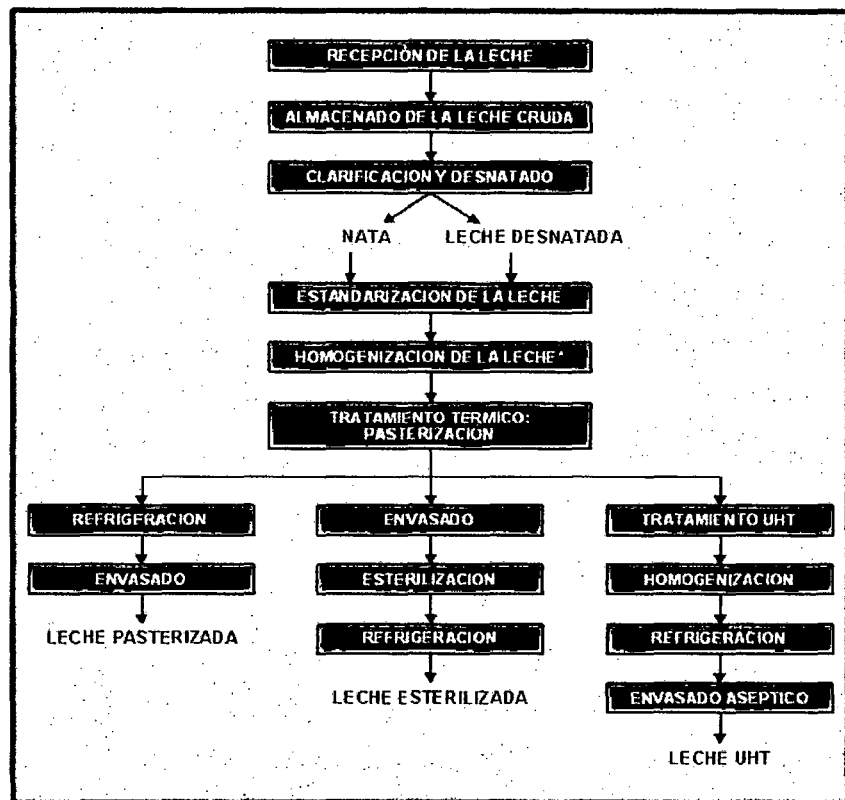 RECEPCIÓN DE LA LECHE
ALMACENADO DE LA LECHE CRUDA
CLARIFICACION Y DESNATADO
NATA
LECHE DESNATADA
ESTANDARIZACION DE LA LECHE
HOMOGENIZACION DE LA LECHE*
TRATAMIENTO TERMICO:
PASTERIZACION
REFRIGERACION
ENVASADO
LECHE PASTERIZADA
ENVASADO
ESTERILIZACION
REFRIGERACION
LECHE ESTERILIZADA
TRATAMIENTO UHT
HOMOGENIZACION
REFRIGERACION
ENVASADO ASEPTICO
LECHE UHT